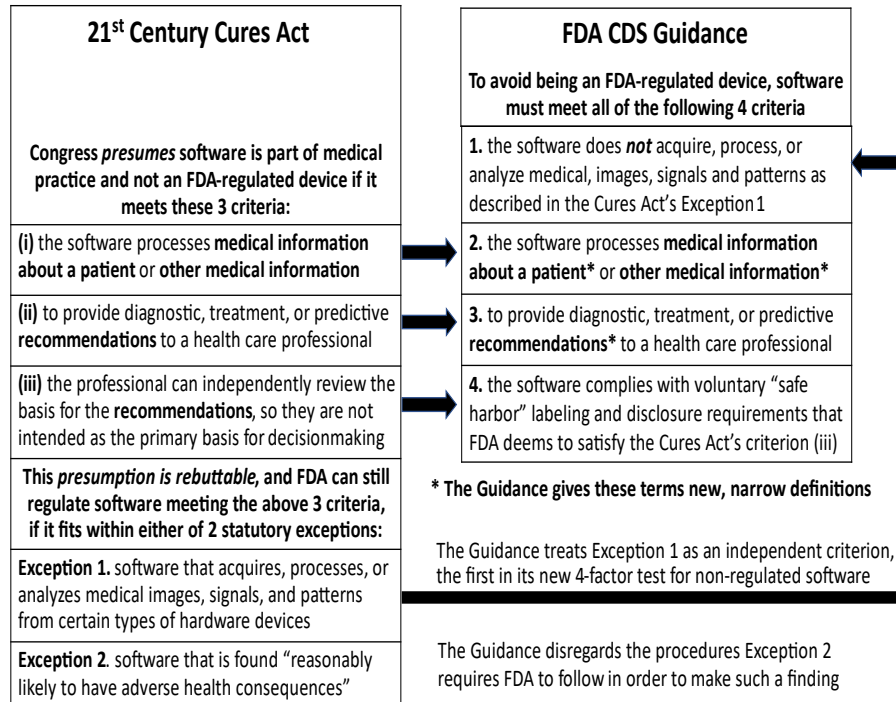 21st Century Cures Act
Congress presumes software is part of medical
practice and not an FDA-regulated device if it
meets these 3 criteria:
(i) the software processes medical information
about a patient or other medical information
(ii) to provide diagnostic, treatment, or predictive
recommendations to a health care professional
(iii) the professional can independently review the
basis for the recommendations, so they are not
intended as the primary basis for decisionmaking
This presumption is rebuttable, and FDA can still
regulate software meeting the above 3 criteria,
if it fits within either of 2 statutory exceptions:
Exception 1. software that acquires, processes, or
analyzes medical images, signals, and patterns
from certain types of hardware devices
Exception 2. software that is found “reasonably
likely to have adverse health consequences”
FDA CDS Guidance
To avoid being an FDA-regulated device, software
must meet all of the following 4 criteria
1. the software does not acquire, process, or
analyze medical, images, signals and patterns as
described in the Cures Act’s Exception 1
2. the software processes medical information
about a patient* or other medical information*
3. to provide diagnostic, treatment, or predictive
recommendations* to a health care professional
4. the software complies with voluntary “safe
harbor” labeling and disclosure requirements that
FDA deems to satisfy the Cures Act’s criterion (iii)
* The Guidance gives these terms new, narrow definitions
The Guidance treats Exception 1 as an independent criterion,
the first in its new 4-factor test for non-regulated software
The Guidance disregards the procedures Exception 2
requires FDA to follow in order to make such a finding